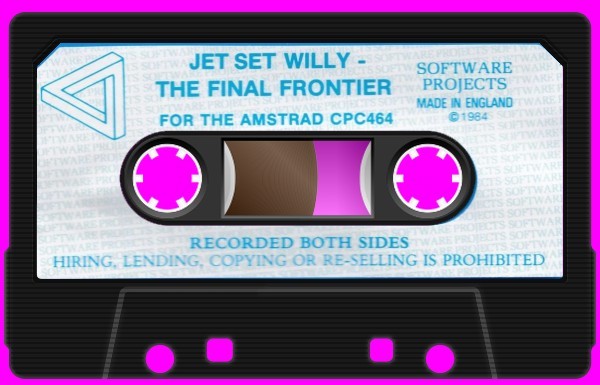 JET SET WILLY -
THE FINAL FRONTIER
FOR THE AMSTRAD CPC464
SOFTWARE
PROJECTS
MADE IN ENGLAND
© 1984
RECORDED BOTH SIDES
HIRING, LENDING, COPYING OR RE-SELLING IS PROHIBITED